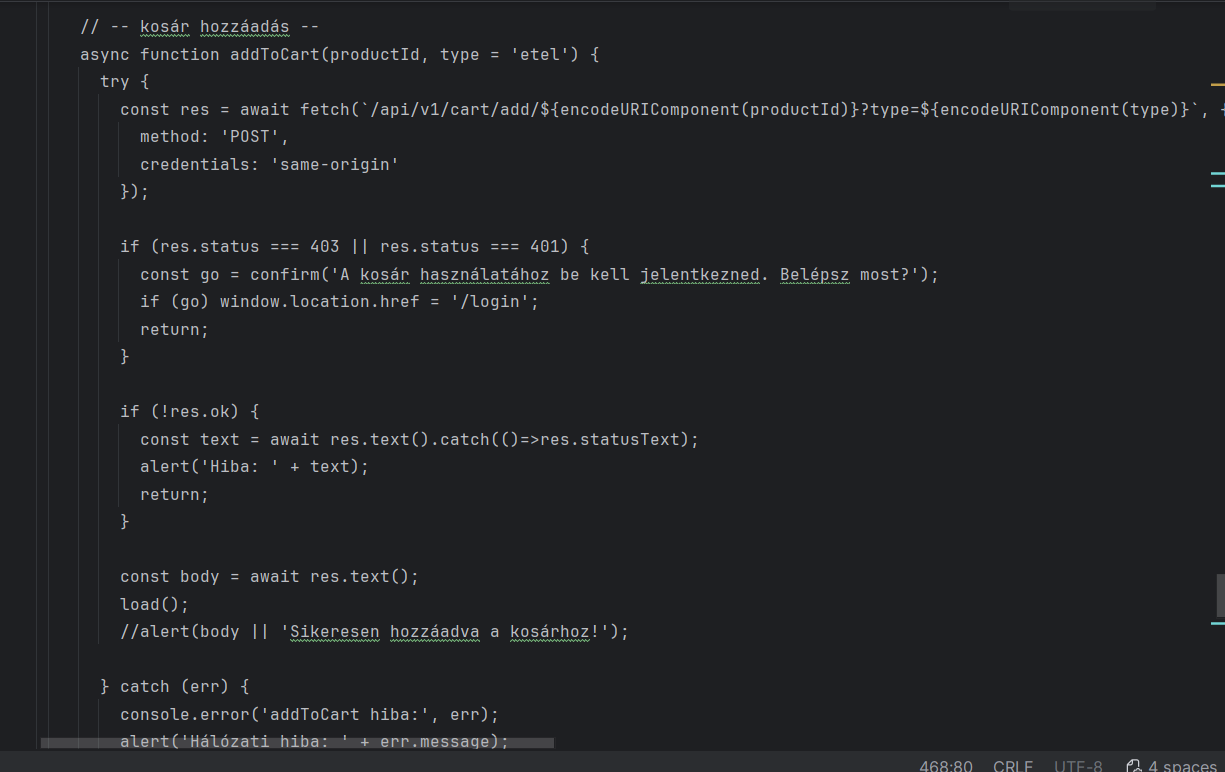 // -- kosár hozzáadás --
async function addToCart(productId, type = 'etel') {
try {
const res = await fetch(`/api/v1/cart/add/${encodeURIComponent(productId)}?type=${encodeURIComponent(type)}`, {
method: 'POST',
credentials: 'same-origin'
});
if (res.status === 403 || res.status === 401) {
const go = confirm('A kosár használatához be kell jelentkezned. Belépsz most?');
if (go) window.location.href = '/login';
return;
}
if (!res.ok) {
const text = await res.text().catch(()=>res.statusText);
alert('Hiba: ' + text);
return;
}
const body = await res.text();
load();
//alert(body || 'Sikeresen hozzáadva a kosárhoz!');
} catch (err) {
console.error('addToCart hiba:', err);
alert('Hálózati hiba: ' + err.message);
468:80 CRLF UTF-8 4 spaces